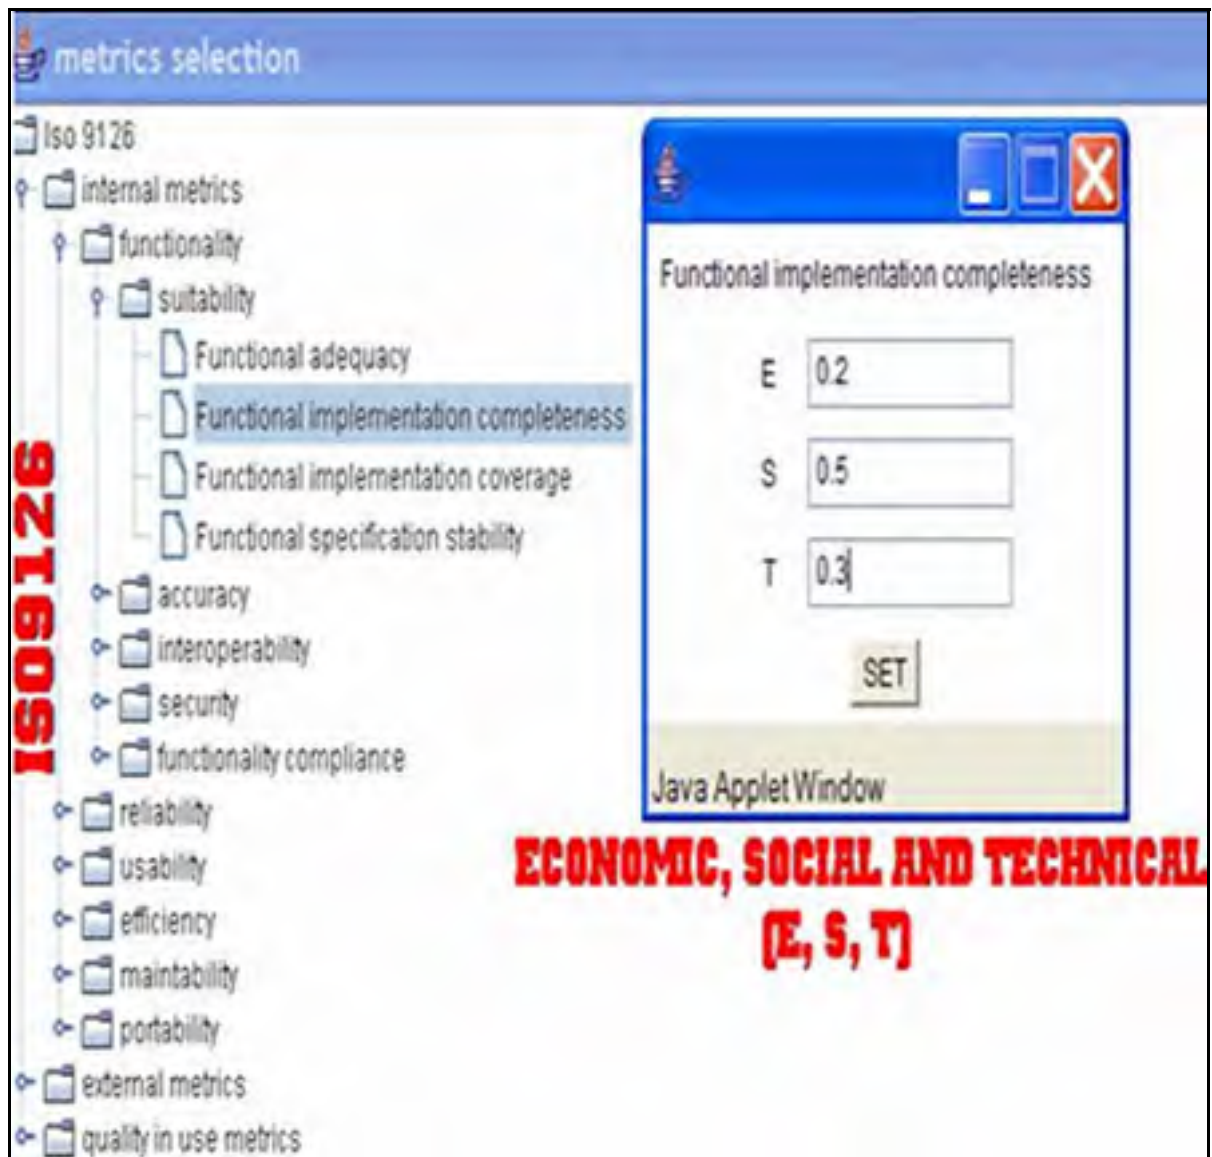 metrics selection
Iso 9126
internal metrics
functionality
suitability
Functional adequacy
Functional implementation completeness
Functional implementation coverage
Functional specification stability
accuracy
interoperability
security
functionality compliance
reliability
usability
efficiency
maintability
portability
external metrics
quality in use metrics
ISO9126
Functional implementation completeness
E 0.2
S 0.5
T 0.3
SET
Java Applet Window
ECONOMIC, SOCIAL AND TECHNICAL
(E, S, T)